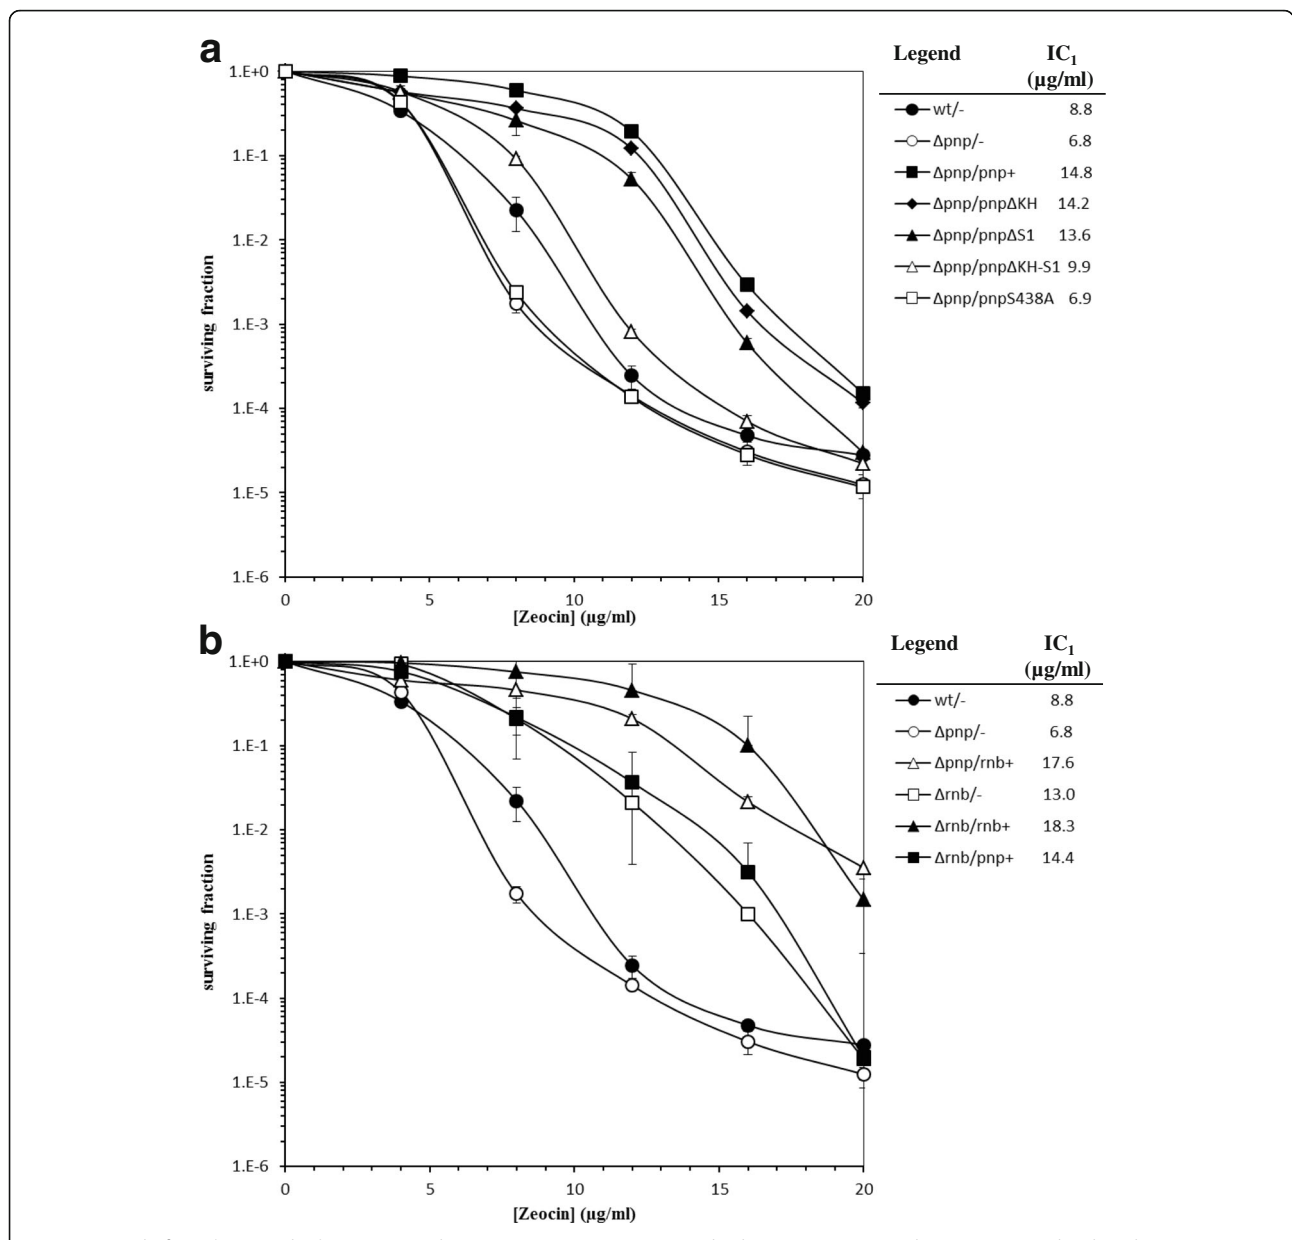 a
Legend IC1
(µg/ml)
wt/- 8.8
Δpnp/- 6.8
Δpnp/pnp+ 14.8
Δpnp/pnpΔKH 14.2
Δpnp/pnpΔS1 13.6
Δpnp/pnpΔKH-S1 9.9
Δpnp/pnpS438A 6.9
1.E+0
1.E-1
1.E-2
1.E-3
1.E-4
1.E-5
1.E-6
surviving fraction
0 5 10 15 20
[Zeocin] (µg/ml)
b
Legend IC1
(µg/ml)
wt/- 8.8
Δpnp/- 6.8
Δpnp/rnb+ 17.6
Δrnb/- 13.0
Δrnb/rnb+ 18.3
Δrnb/pnp+ 14.4
1.E+0
1.E-1
1.E-2
1.E-3
1.E-4
1.E-5
1.E-6
surviving fraction
0 5 10 15 20
[Zeocin] (µg/ml)